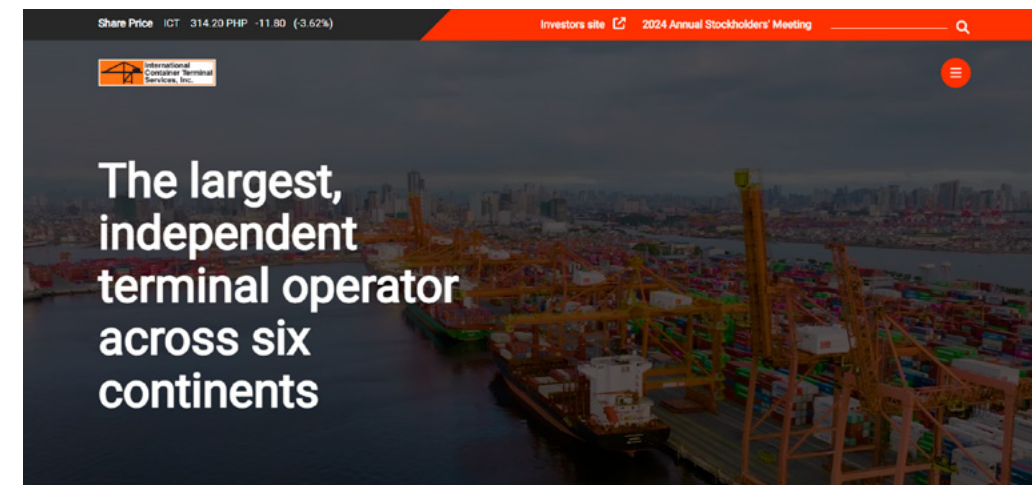 Share Price ICT 314.20 PHP -11.80 (-3.62%)
Investors site 2024 Annual Stockholders' Meeting
International
Container Terminal
Services, Inc.
The largest,
independent
terminal operator
across six
continents